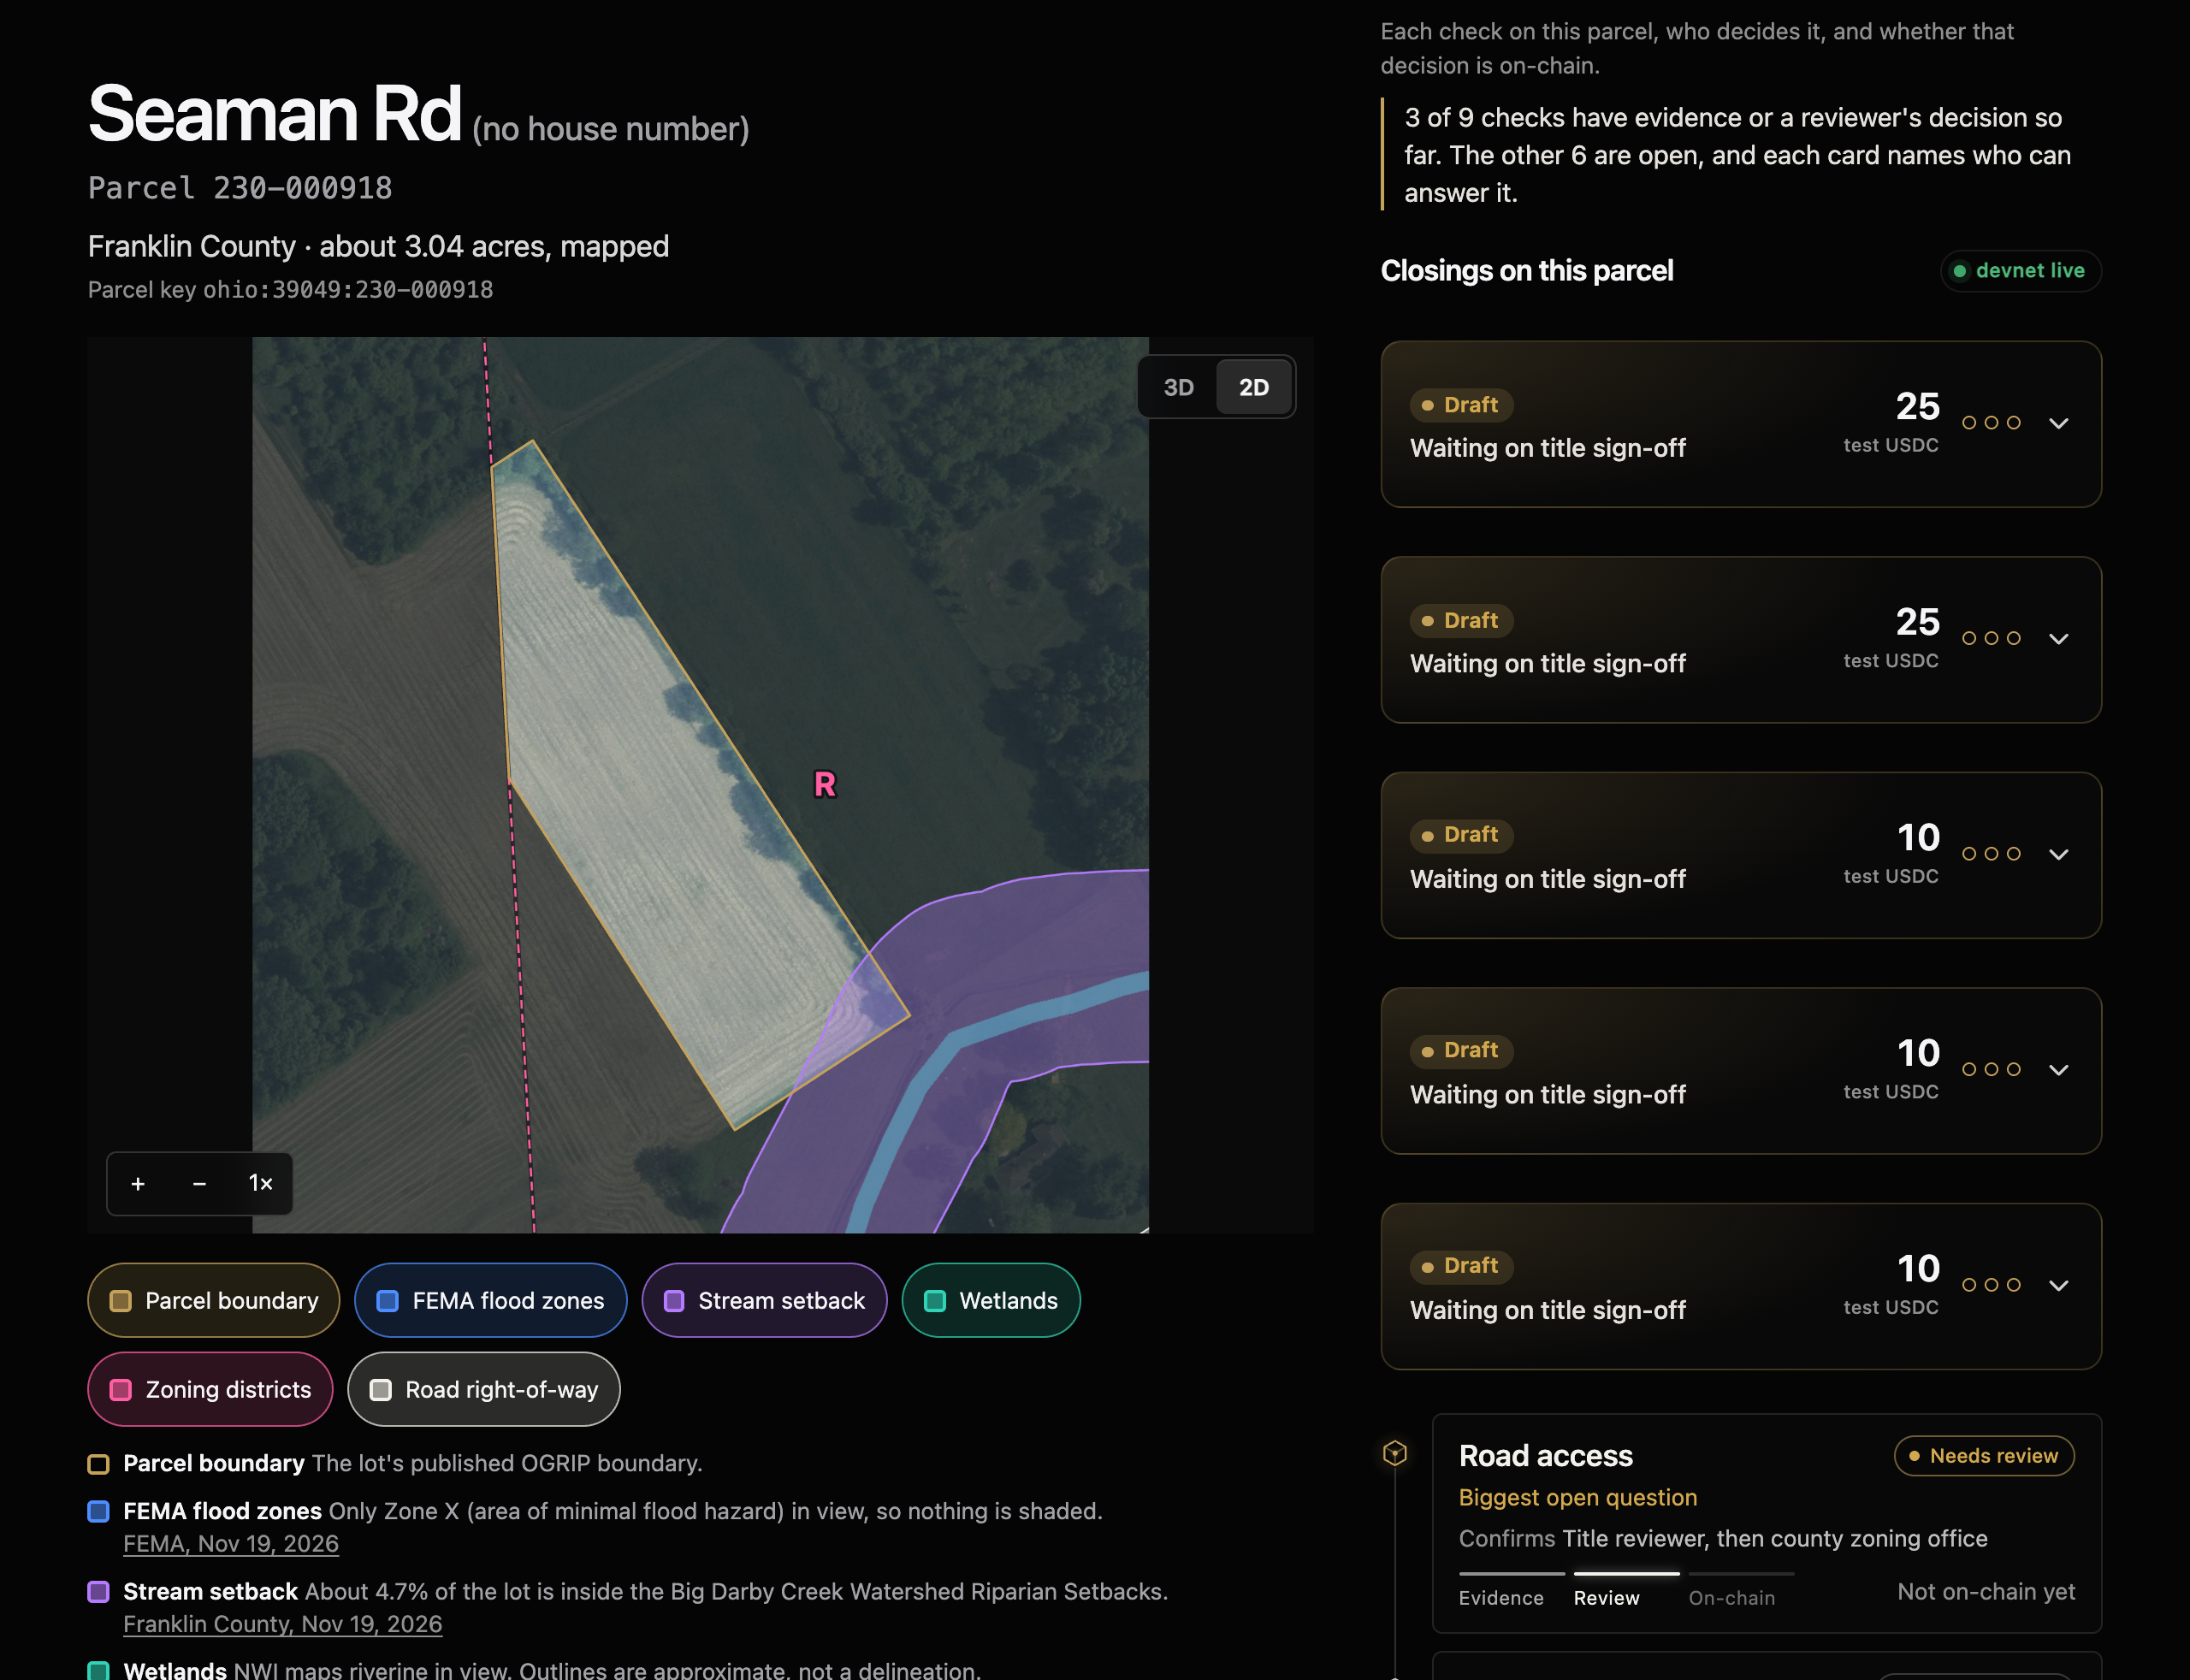 Seaman Rd (no house number)
Parcel 230-000918
Franklin County · about 3.04 acres, mapped
Parcel key ohio:39049:230-000918
3D
2D
R
+
−
1×
Parcel boundary
FEMA flood zones
Stream setback
Wetlands
Zoning districts
Road right-of-way
Parcel boundary The lot's published OGRIP boundary.
FEMA flood zones Only Zone X (area of minimal flood hazard) in view, so nothing is shaded.
FEMA, Nov 19, 2026
Stream setback About 4.7% of the lot is inside the Big Darby Creek Watershed Riparian Setbacks.
Franklin County, Nov 19, 2026
Wetlands NWI maps riverine in view. Outlines are approximate, not a delineation.
Each check on this parcel, who decides it, and whether that
decision is on-chain.
3 of 9 checks have evidence or a reviewer's decision so
far. The other 6 are open, and each card names who can
answer it.
Closings on this parcel
devnet live
Draft
Waiting on title sign-off
25
test USDC
Draft
Waiting on title sign-off
25
test USDC
Draft
Waiting on title sign-off
10
test USDC
Draft
Waiting on title sign-off
10
test USDC
Draft
Waiting on title sign-off
10
test USDC
Road access
Needs review
Biggest open question
Confirms Title reviewer, then county zoning office
Evidence
Review
On-chain
Not on-chain yet